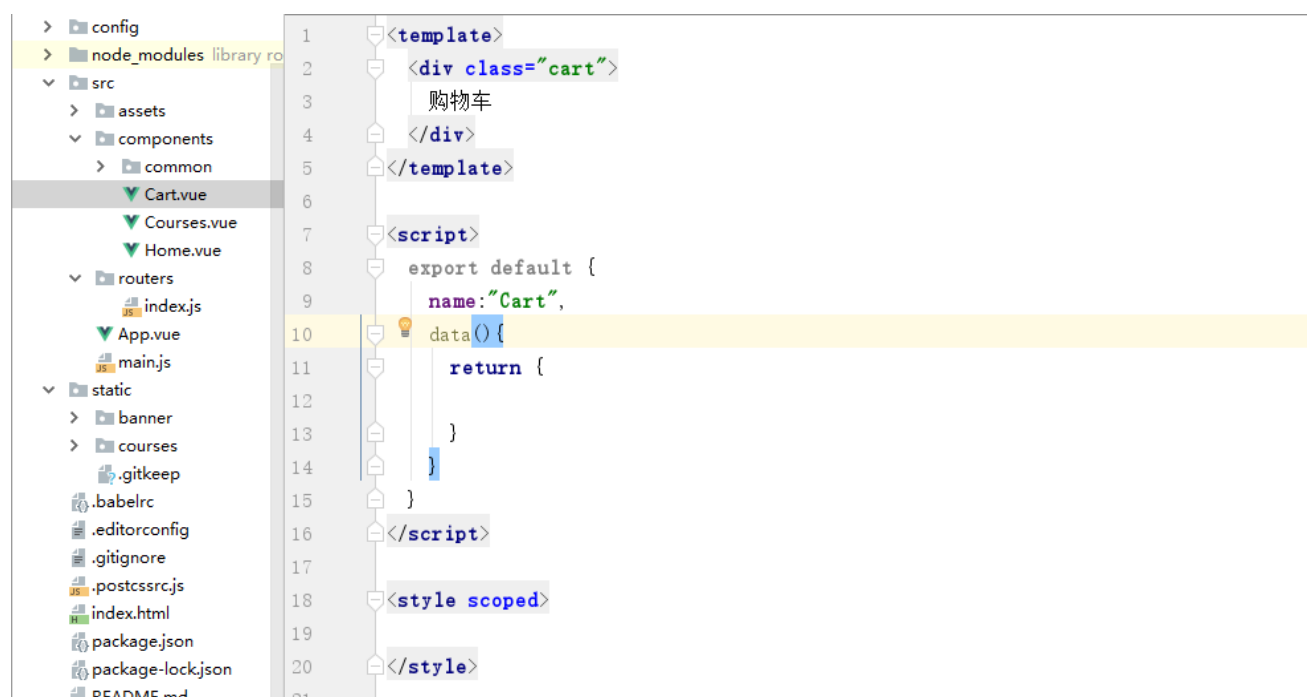 config
node_modules library ro
src
assets
components
common
Cart.vue
Courses.vue
Home.vue
routers
index.js
App.vue
main.js
static
banner
courses
.gitkeep
.babelrc
.editorconfig
.gitignore
.postcssrc.js
index.html
package.json
package-lock.json
README.md
1 <template>
2 <div class="cart">
3 购物车
4 </div>
5 </template>
6
7 <script>
8 export default {
9 name:"Cart",
10 data(){
11 return {
12
13 }
14 }
15 }
16 </script>
17
18 <style scoped>
19
20 </style>
21